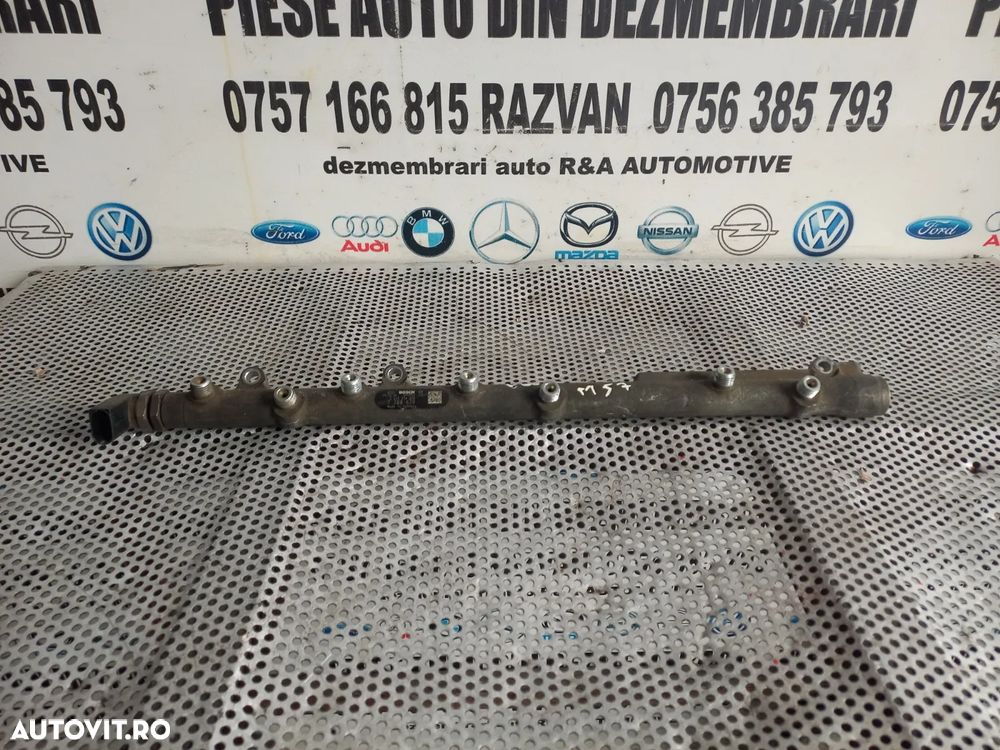 PIESE AUTO DIN DEZMEMBRARI
85 793 0757 166 815 RAZVAN 0756 385 793 075
IVE dezmembrari auto R&A AUTOMOTIVE
Ford Audi BMW mazda NISSAN Ford
BOSCH
M57
AUTOVIT.RO